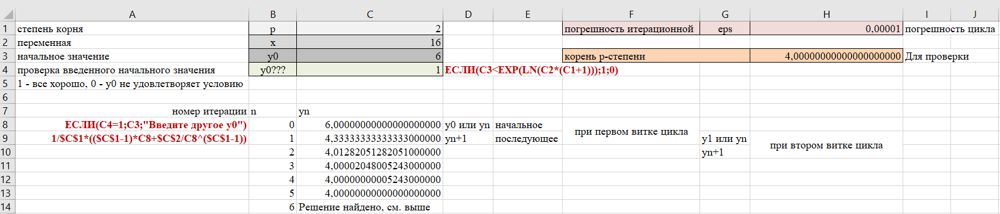 A B C D E F G H I J
1 степень корня p 2 погрешность итерационной eps 0,00001 погрешность цикла
2 переменная x 16
3 начальное значение y0 6 корень p-степени 4,00000000000000000000 Для проверки
4 проверка введенного начального значения y0??? 1 ЕСЛИ(C3<EXP(LN(C2*(C1+1)));1;0)
5 1 - все хорошо, 0 - y0 не удовлетворяет условию
6
7 номер итерации n yn
8 ЕСЛИ(C4=1;C3;"Введите другое y0") 0 6,00000000000000000000 y0 или yn начальное
при первом витке цикла
9 1/$C$1*(($C$1-1)*C8+$C$2/C8^($C$1-1)) 1 4,33333333333333000000 yn+1 последующее y1 или yn
при втором витке цикла
10 2 4,01282051282051000000 yn+1
11 3 4,00002048005243000000
12 4 4,00000000005243000000
13 5 4,00000000000000000000
14 6 Решение найдено, см. выше